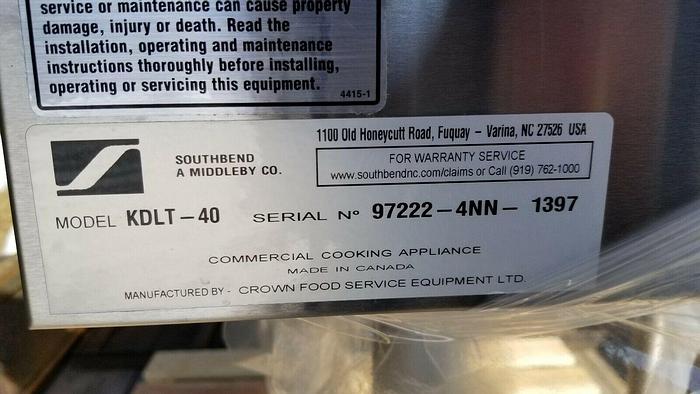 service or maintenance can cause property
damage, injury or death. Read the
installation, operating and maintenance
instructions thoroughly before installing,
operating or servicing this equipment.
4415-1
1100 Old Honeycutt Road, Fuquay – Varina, NC 27526 USA
SOUTHBEND
A MIDDLEBY CO.
FOR WARRANTY SERVICE
www.southbendnc.com/claims or Call (919) 762-1000
MODEL KDLT – 40 SERIAL Nº 97222 – 4NN – 1397
COMMERCIAL COOKING APPLIANCE
MADE IN CANADA
MANUFACTURED BY - CROWN FOOD SERVICE EQUIPMENT LTD.